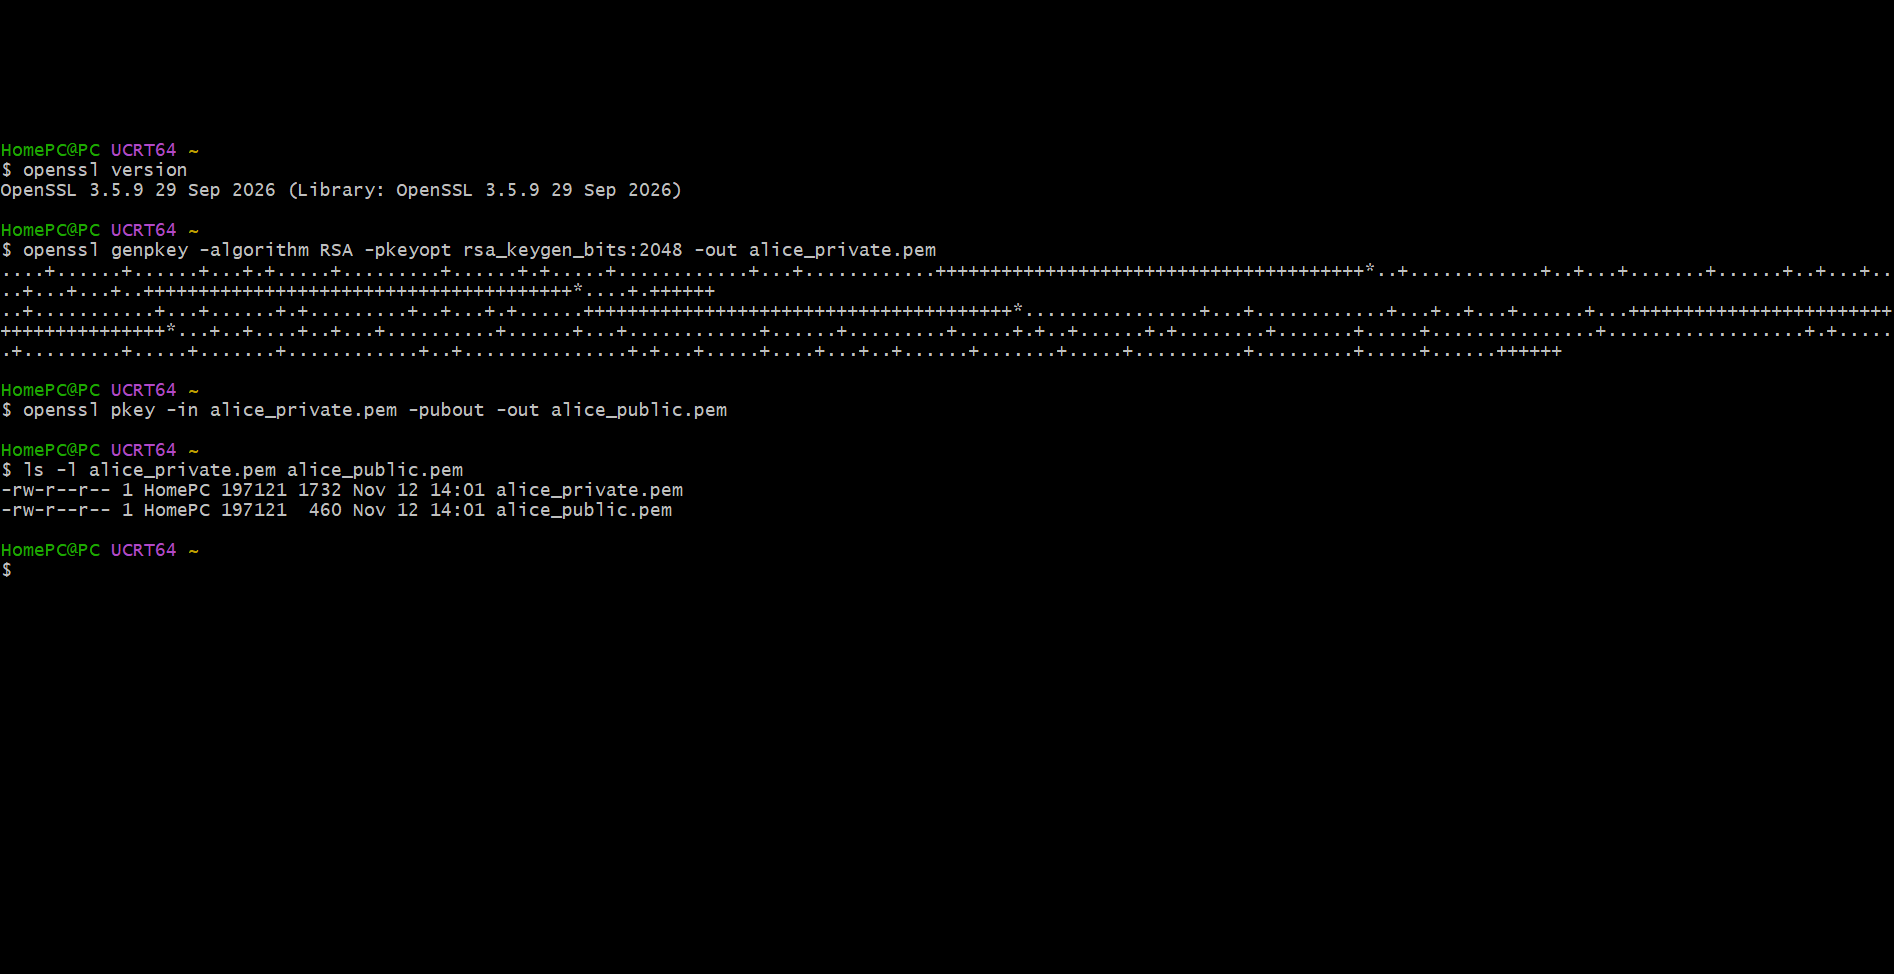 HomePC@PC UCRT64 ~
$ openssl version
OpenSSL 3.5.9 29 Sep 2026 (Library: OpenSSL 3.5.9 29 Sep 2026)
HomePC@PC UCRT64 ~
$ openssl genpkey -algorithm RSA -pkeyopt rsa_keygen_bits:2048 -out alice_private.pem
....+......+......+...+.+.....+.........+......+.+.....+............+...+............+++++++++++++++++++++++++++++++++++++++*..+............+..+...+.......+......+..+...+..
..+...+...+..+++++++++++++++++++++++++++++++++++++++*....+.++++++
..+...........+...+......+.+.........+..+...+.+......+++++++++++++++++++++++++++++++++++++++*................+...+............+...+..+...+......+...++++++++++++++++++++++++
+++++++++++++++*...+..+....+..+...+..........+......+...+............+......+.........+.....+.+..+......+.+........+.......+.....+...............+..................+.+.....
.+.........+.....+.......+............+..+...............+.+...+.....+....+...+..+......+.......+.....+..........+.........+.....+......++++++
HomePC@PC UCRT64 ~
$ openssl pkey -in alice_private.pem -pubout -out alice_public.pem
HomePC@PC UCRT64 ~
$ ls -l alice_private.pem alice_public.pem
-rw-r--r-- 1 HomePC 197121 1732 Nov 12 14:01 alice_private.pem
-rw-r--r-- 1 HomePC 197121  460 Nov 12 14:01 alice_public.pem
HomePC@PC UCRT64 ~
$